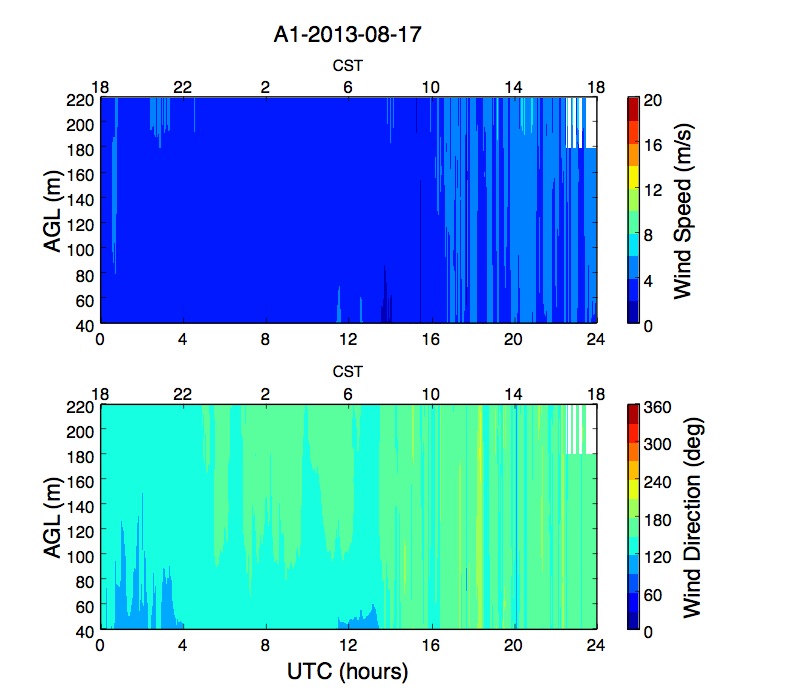 A1-2013-08-17
CST
18 22 2 6 10 14 18
220
200
180
160
140
120
100
80
60
40
AGL (m)
0 4 8 12 16 20 24
20
16
12
8
4
0
Wind Speed (m/s)
CST
18 22 2 6 10 14 18
220
200
180
160
140
120
100
80
60
40
AGL (m)
0 4 8 12 16 20 24
UTC (hours)
360
300
240
180
120
60
0
Wind Direction (deg)